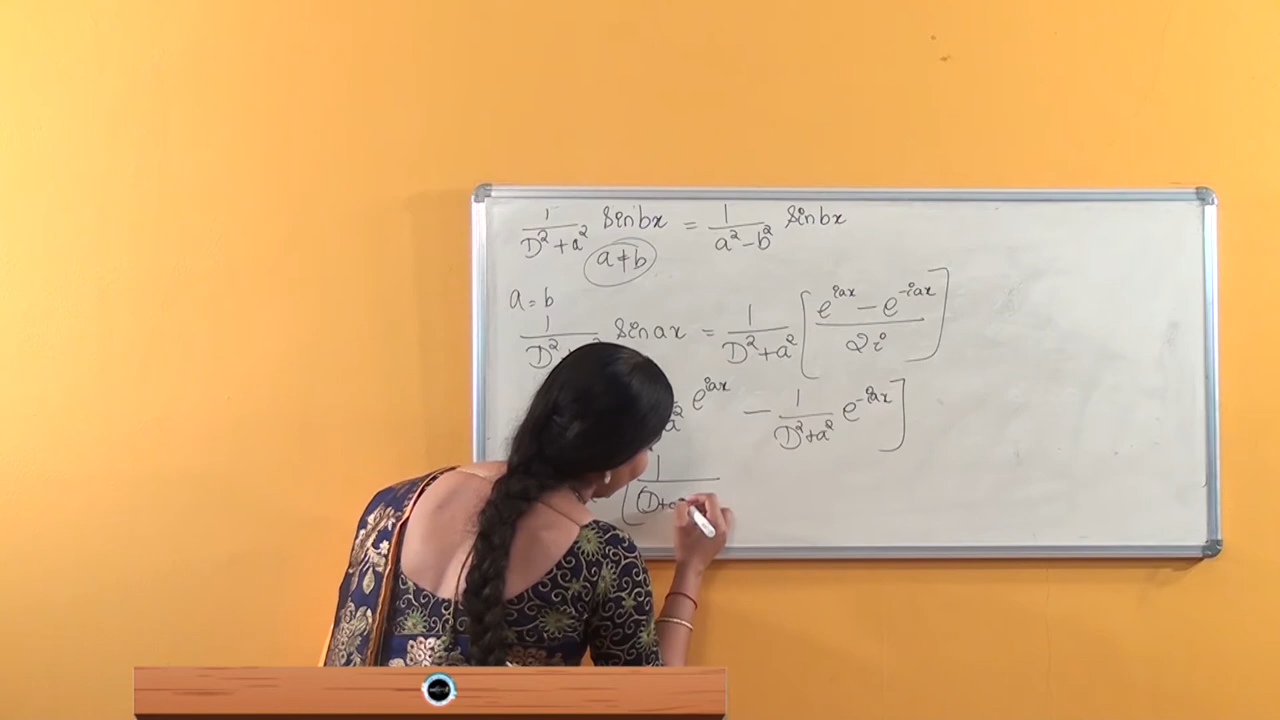 1/(D²+a²) sin bx = 1/(a²-b²) sin bx
a≠b
a=b
1/D² sin ax = 1/(D²+a²) [(e^{iax} - e^{-iax})/2i]
a² e^{iax} - 1/(D²+a²) e^{-iax}]
[1/(D+